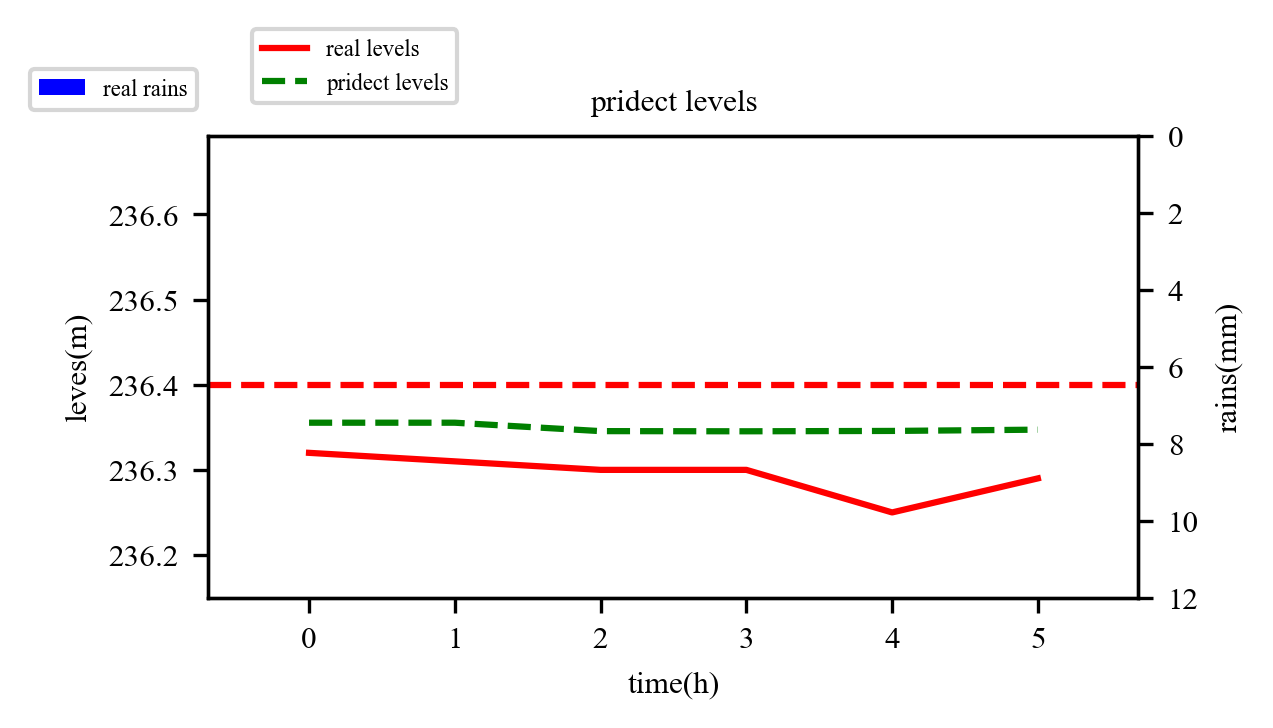 real levels
pridect levels
real rains
pridect levels
leves(m)
236.6
236.5
236.4
236.3
236.2
0
2
4
6
8
10
12
rains(mm)
0 1 2 3 4 5
time(h)